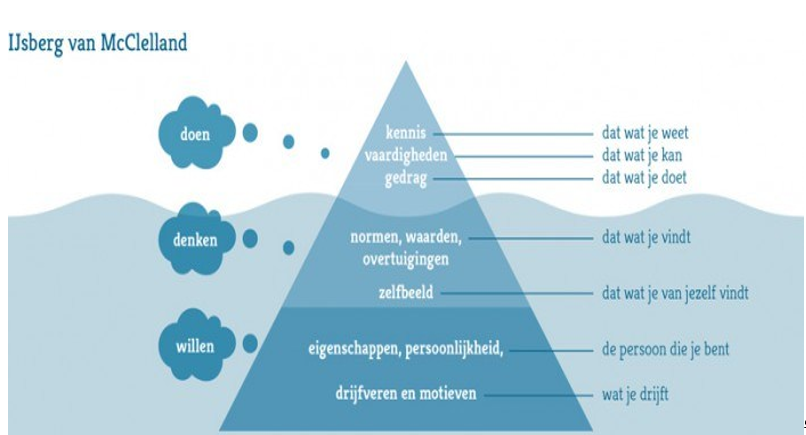 IJsberg van McClelland
doen
kennis dat wat je weet
vaardigheden dat wat je kan
gedrag dat wat je doet
denken
normen, waarden, dat wat je vindt
overtuigingen
zelfbeeld dat wat je van jezelf vindt
willen
eigenschappen, persoonlijkheid, de persoon die je bent
drijfveren en motieven wat je drijft